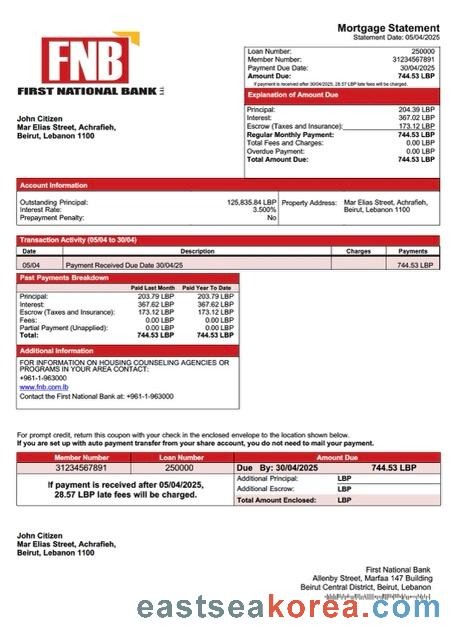 Mortgage Statement
Statement Date: 05/04/2025
FNB
FIRST NATIONAL BANK S.A.L
Loan Number: 250000
Member Number: 31234567891
Payment Due Date: 30/04/2025
Amount Due: 744.53 LBP
If payment is received after 30/04/2025, 28.57 LBP late fees will be charged.
Explanation of Amount Due
Principal: 204.39 LBP
Interest: 367.02 LBP
Escrow (Taxes and Insurance): 173.12 LBP
Regular Monthly Payment: 744.53 LBP
Total Fees and Charges: 0.00 LBP
Overdue Payment: 0.00 LBP
Total Amount Due: 744.53 LBP
John Citizen
Mar Elias Street, Achrafieh,
Beirut, Lebanon 1100
Account Information
Outstanding Principal: 125,835.84 LBP
Interest Rate: 3.500%
Prepayment Penalty: No
Property Address: Mar Elias Street, Achrafieh,
Beirut, Lebanon 1100
Transaction Activity (05/04 to 30/04)
Date Description Charges Payments
05/04 Payment Received Due Date 30/04/25 744.53 LBP
Past Payments Breakdown
Paid Last Month Paid Year To Date
Principal: 203.79 LBP 203.79 LBP
Interest: 367.62 LBP 367.62 LBP
Escrow (Taxes and Insurance): 173.12 LBP 173.12 LBP
Fees: 0.00 LBP 0.00 LBP
Partial Payment (Unapplied): 0.00 LBP 0.00 LBP
Total: 744.53 LBP 744.53 LBP
Additional Information
FOR INFORMATION ON HOUSING COUNSELING AGENCIES OR
PROGRAMS IN YOUR AREA CONTACT:
+961-1-963000
www.fnb.com.lb
Contact the First National Bank at: +961-1-963000
For prompt credit, return this coupon with your check in the enclosed envelope to the location shown below.
If you are set up with auto payment transfer from your share account, you do not need to mail your payment.
Member Number Loan Number Amount Due
31234567891 250000 Due By: 30/04/2025 744.53 LBP
If payment is received after 05/04/2025,
28.57 LBP late fees will be charged.
Additional Principal: LBP
Additional Escrow: LBP
Total Amount Enclosed: LBP
John Citizen
Mar Elias Street, Achrafieh,
Beirut, Lebanon 1100
First National Bank
Allenby Street, Marfaa 147 Building
Beirut Central District, Beirut, Lebanon
eastseakorea.com